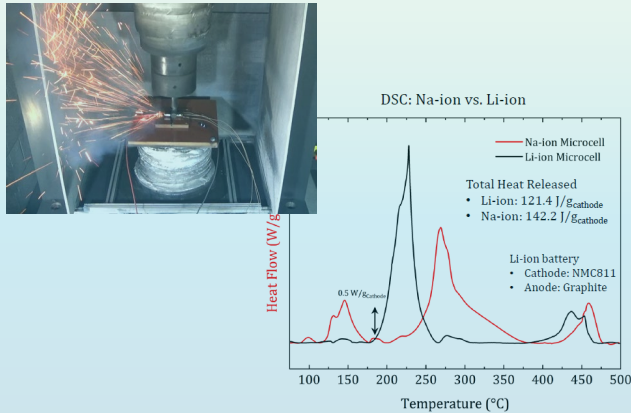 DSC: Na-ion vs. Li-ion
Na-ion Microcell
Li-ion Microcell
Total Heat Released
• Li-ion: 121.4 J/gcathode
• Na-ion: 142.2 J/gcathode
Li-ion battery
• Cathode: NMC811
• Anode: Graphite
0.5 W/gCathode
Heat Flow (W/g
100 150 200 250 300 350 400 450 500
Temperature (°C)